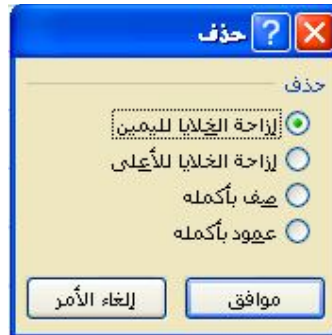 حذف
حذف
إزاحة الخلايا لليمين
إزاحة الخلايا للأعلى
صف بأكمله
عمود بأكمله
موافق
إلغاء الأمر